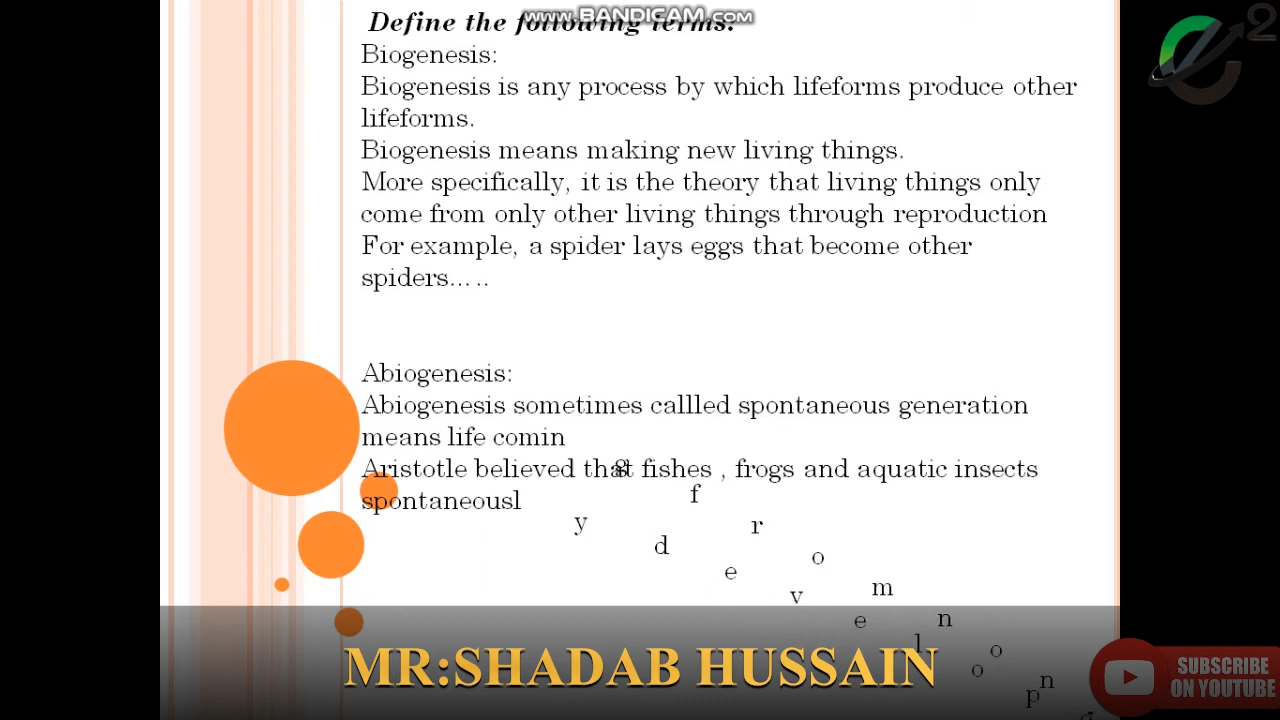 www.BANDICAM.com
Define the following terms:
Biogenesis:
Biogenesis is any process by which lifeforms produce other
lifeforms.
Biogenesis means making new living things.
More specifically, it is the theory that living things only
come from only other living things through reproduction
For example, a spider lays eggs that become other
spiders.....
Abiogenesis:
Abiogenesis sometimes callled spontaneous generation
means life comin
g f r o m n o n
Aristotle believed that fishes , frogs and aquatic insects
spontaneousl
y d e v e l o p
MR:SHADAB HUSSAIN
SUBSCRIBE
ON YOUTUBE
2